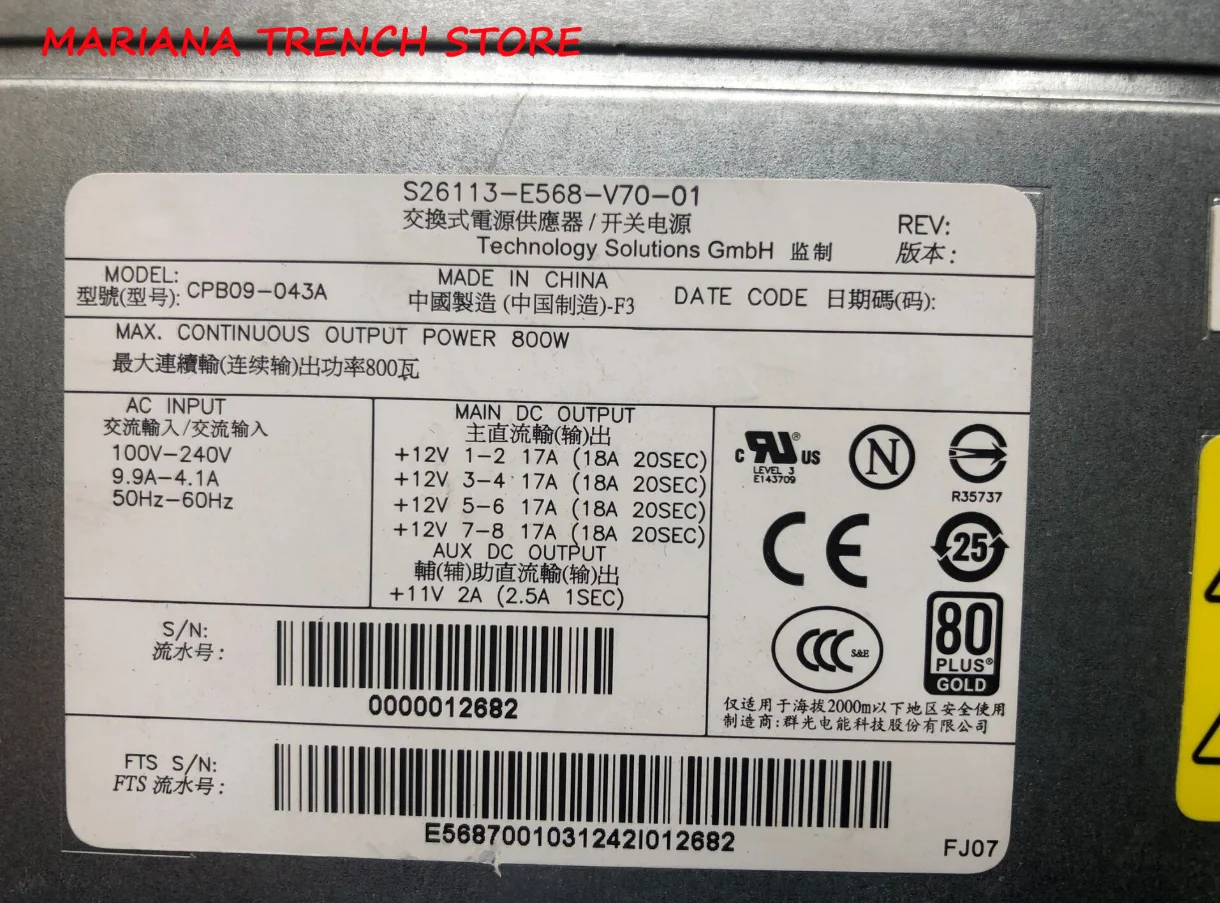 MARIANA TRENCH STORE
S26113-E568-V70-01
交換式電源供應器/开关电源
Technology Solutions GmbH 监制
REV:
版本:
MODEL:
型號(型号): CPB09-043A
MADE IN CHINA
中國製造(中国制造)-F3
DATE CODE 日期碼(码):
MAX. CONTINUOUS OUTPUT POWER 800W
最大連續輸(连续输)出功率800瓦
AC INPUT
交流輸入/交流输入
100V-240V
9.9A-4.1A
50Hz-60Hz
MAIN DC OUTPUT
主直流輸(输)出
+12V 1-2 17A (18A 20SEC)
+12V 3-4 17A (18A 20SEC)
+12V 5-6 17A (18A 20SEC)
+12V 7-8 17A (18A 20SEC)
AUX DC OUTPUT
輔(辅)助直流輸(输)出
+11V 2A (2.5A 1SEC)
c RU® US
LEVEL 3
E143709
N
R35737
CE
25
CCC S&E
80
PLUS®
GOLD
仅适用于海拔2000m以下地区安全使用
制造商:群光电能科技股份有限公司
S/N:
流水号:
0000012682
FTS S/N:
FTS 流水号:
E5687001031242I012682
FJ07